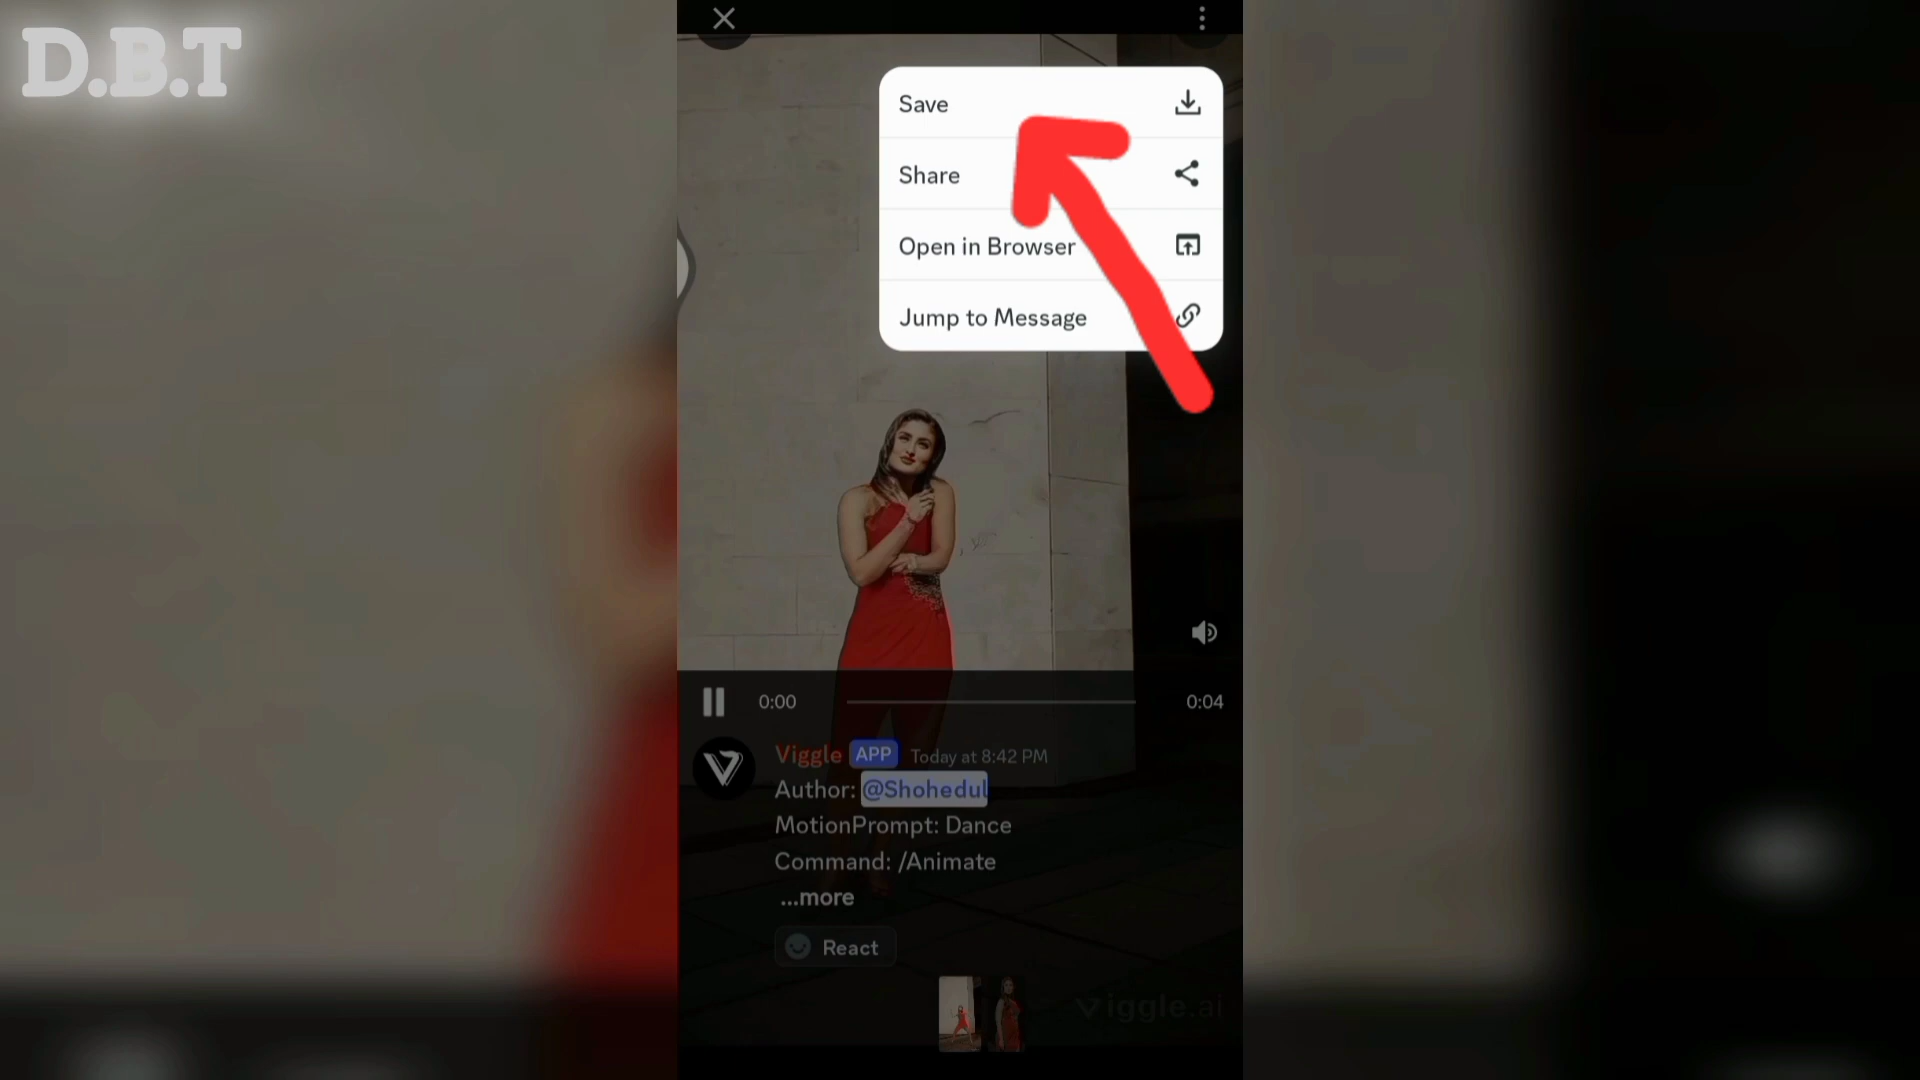 D.B.T
Save
Share
Open in Browser
Jump to Message
0:00
0:04
Viggle APP Today at 8:42 PM
Author: @Shohedul
MotionPrompt: Dance
Command: /Animate
...more
React
Viggle.ai